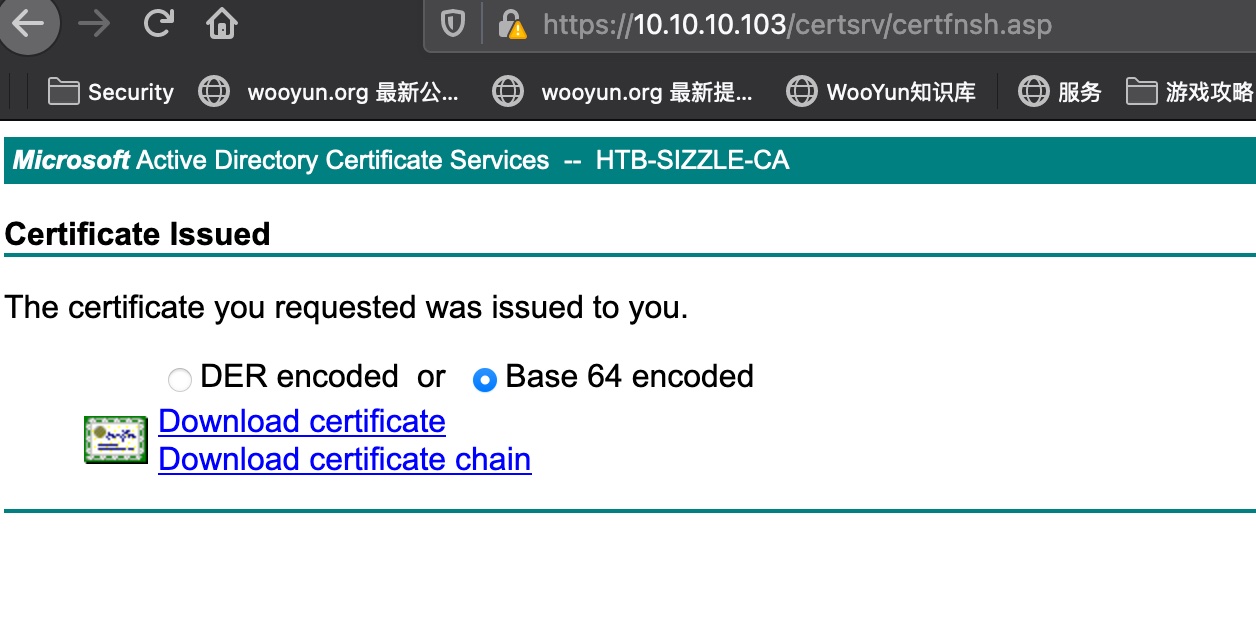 https://10.10.10.103/certsrv/certfnsh.asp
Security wooyun.org 最新公... wooyun.org 最新提... WooYun知识库 服务 游戏攻略
Microsoft Active Directory Certificate Services -- HTB-SIZZLE-CA
Certificate Issued
The certificate you requested was issued to you.
DER encoded or Base 64 encoded
Download certificate
Download certificate chain